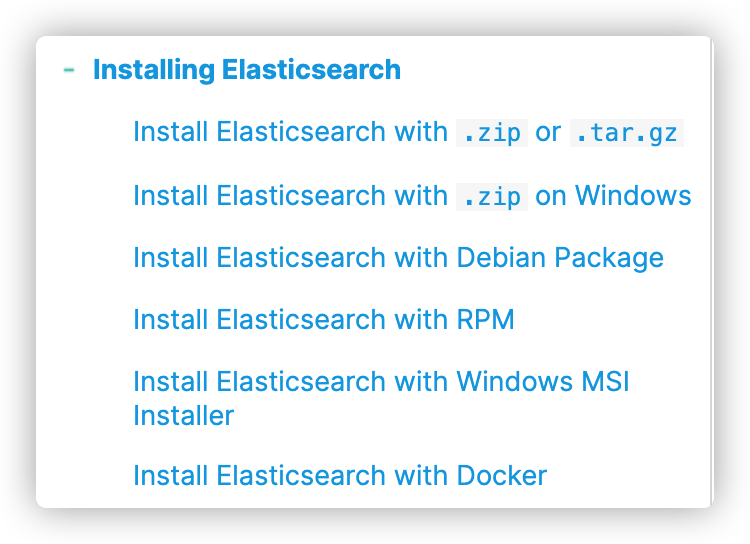 – Installing Elasticsearch
Install Elasticsearch with .zip or .tar.gz
Install Elasticsearch with .zip on Windows
Install Elasticsearch with Debian Package
Install Elasticsearch with RPM
Install Elasticsearch with Windows MSI
Installer
Install Elasticsearch with Docker